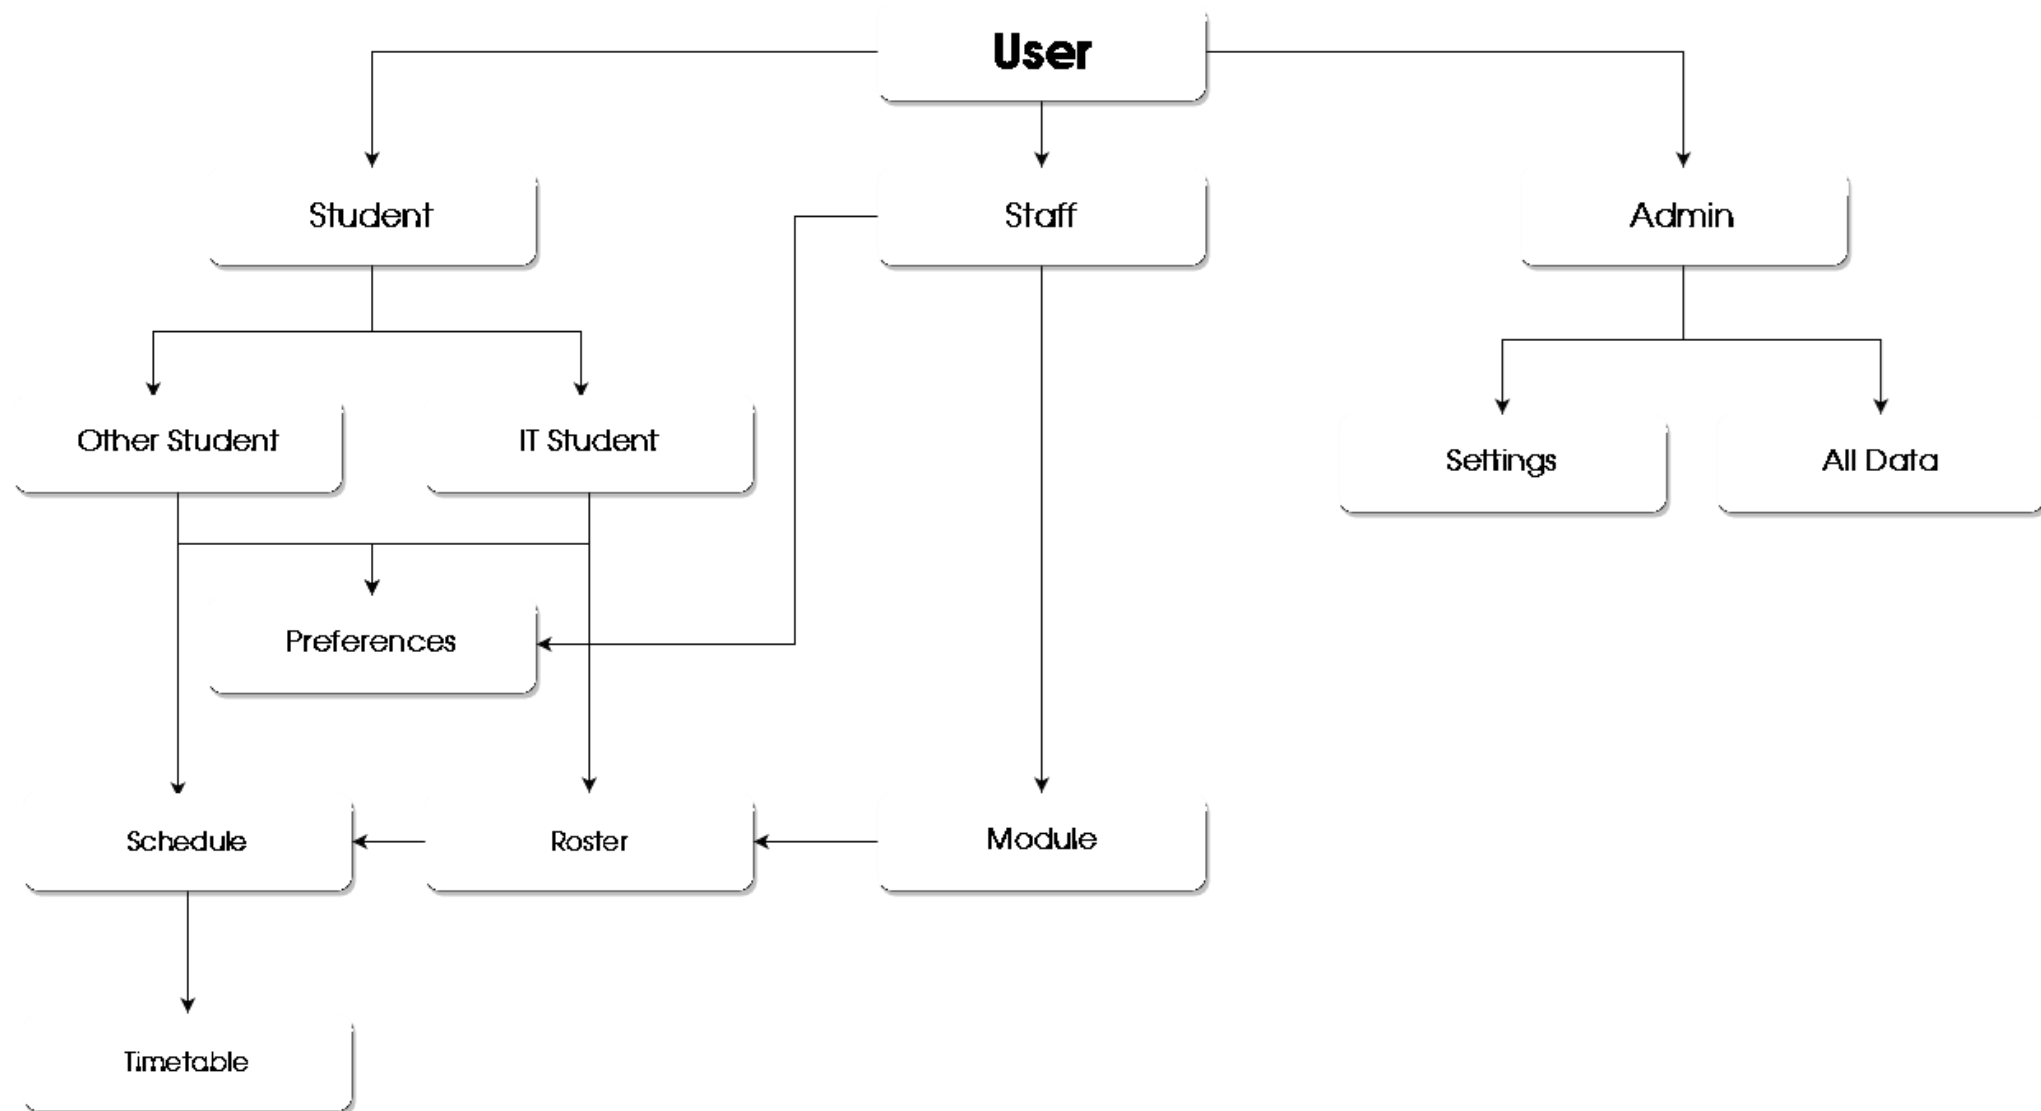 User
Student
Staff
Admin
Other Student
IT Student
Settings
All Data
Preferences
Schedule
Roster
Module
Timetable